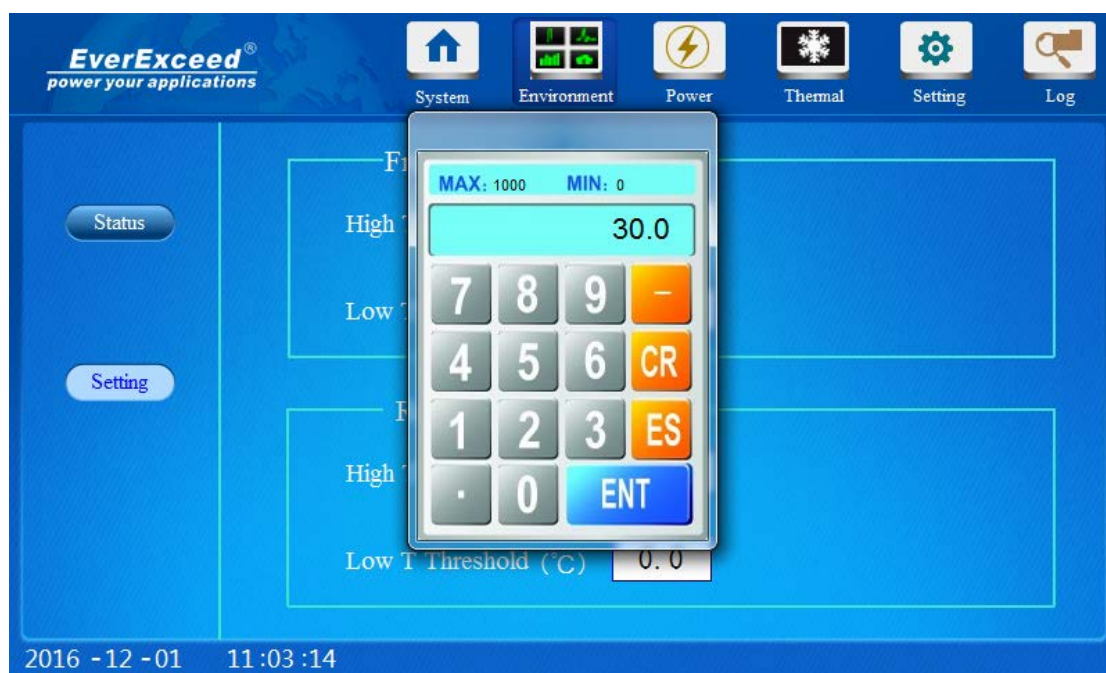 EverExceed®
power your applications
System Environment Power Thermal Setting Log
MAX: 1000 MIN: 0
30.0
Status
High
7 8 9 –
Low
4 5 6 CR
Setting
1 2 3 ES
High
. 0 ENT
Low T Threshold (℃) 0.0
2016 -12 -01 11:03 :14